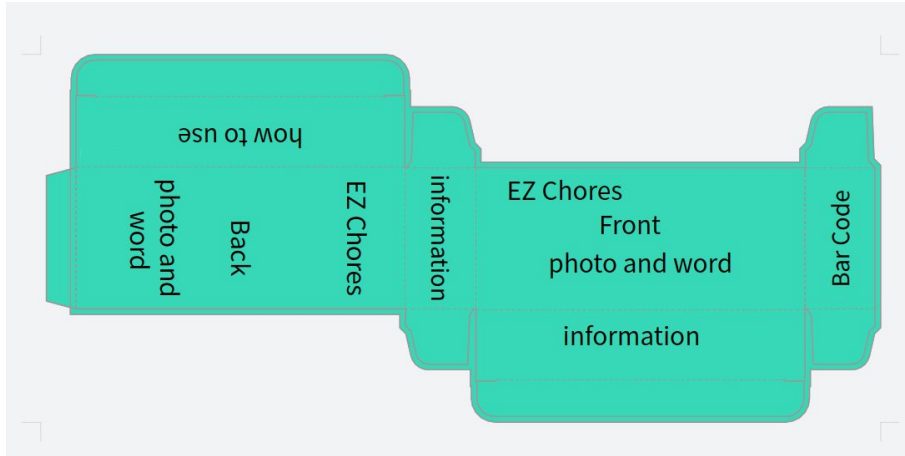 how to use
EZ Chores
Back
photo and
word
information
EZ Chores
Front
photo and word
Bar Code
information